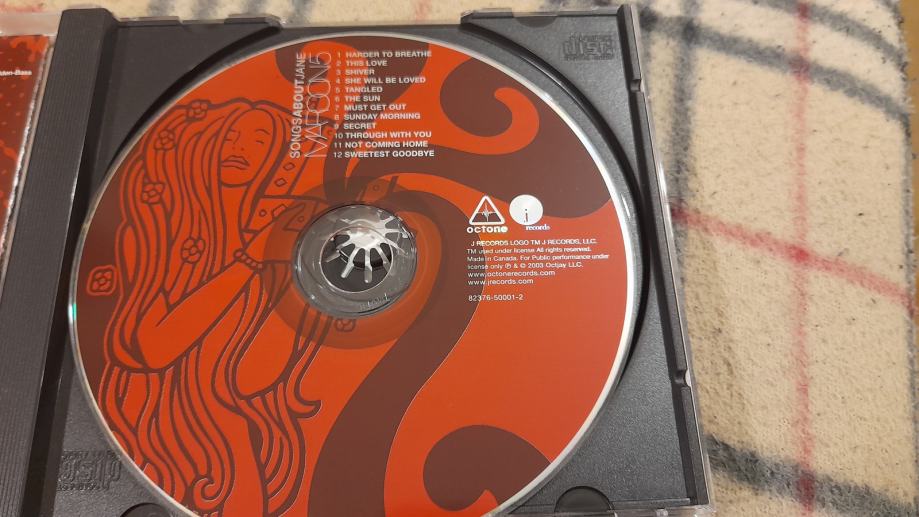 SONGSABOUTJANE
MAROON5
1 HARDER TO BREATHE
2 THIS LOVE
3 SHIVER
4 SHE WILL BE LOVED
5 TANGLED
6 THE SUN
7 MUST GET OUT
8 SUNDAY MORNING
9 SECRET
10 THROUGH WITH YOU
11 NOT COMING HOME
12 SWEETEST GOODBYE
octone
j records
J RECORDS LOGO TM J RECORDS, LLC.
TM used under license All rights reserved.
Made in Canada. For Public performance under
license only ℗ & © 2003 Octjay LLC.
www.octonerecords.com
www.jrecords.com
82376-50001-2
disc